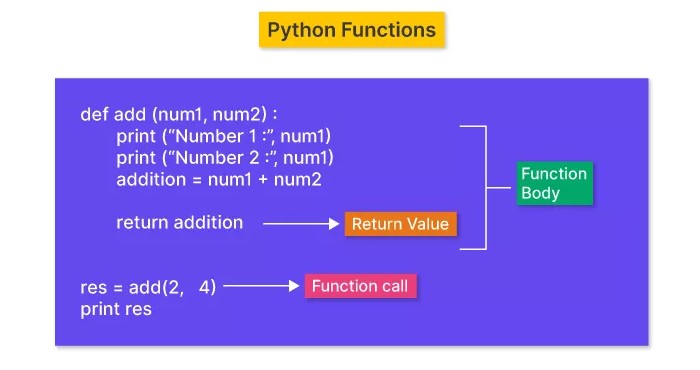 Python Functions
def add (num1, num2) :
print (“Number 1 :”, num1)
print (“Number 2 :”, num1)
addition = num1 + num2
Function
Body
return addition
Return Value
res = add(2, 4)
Function call
print res